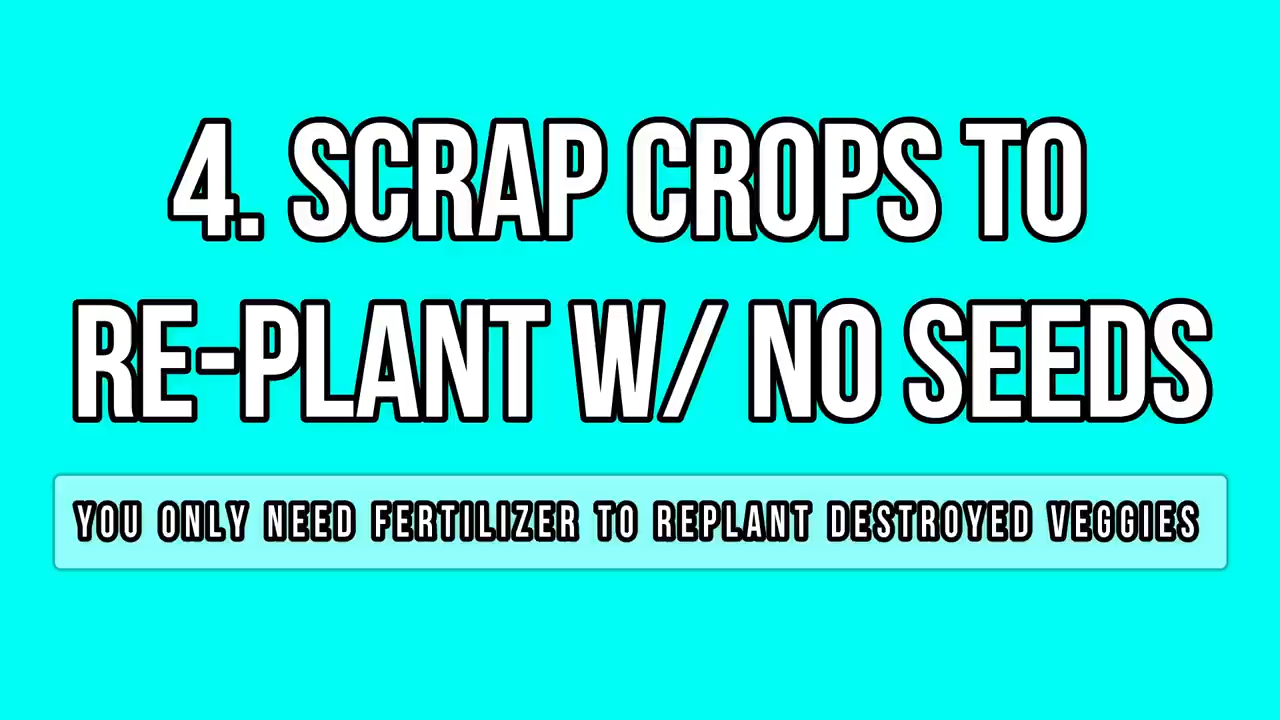 4. SCRAP CROPS TO
RE-PLANT W/ NO SEEDS
YOU ONLY NEED FERTILIZER TO REPLANT DESTROYED VEGGIES